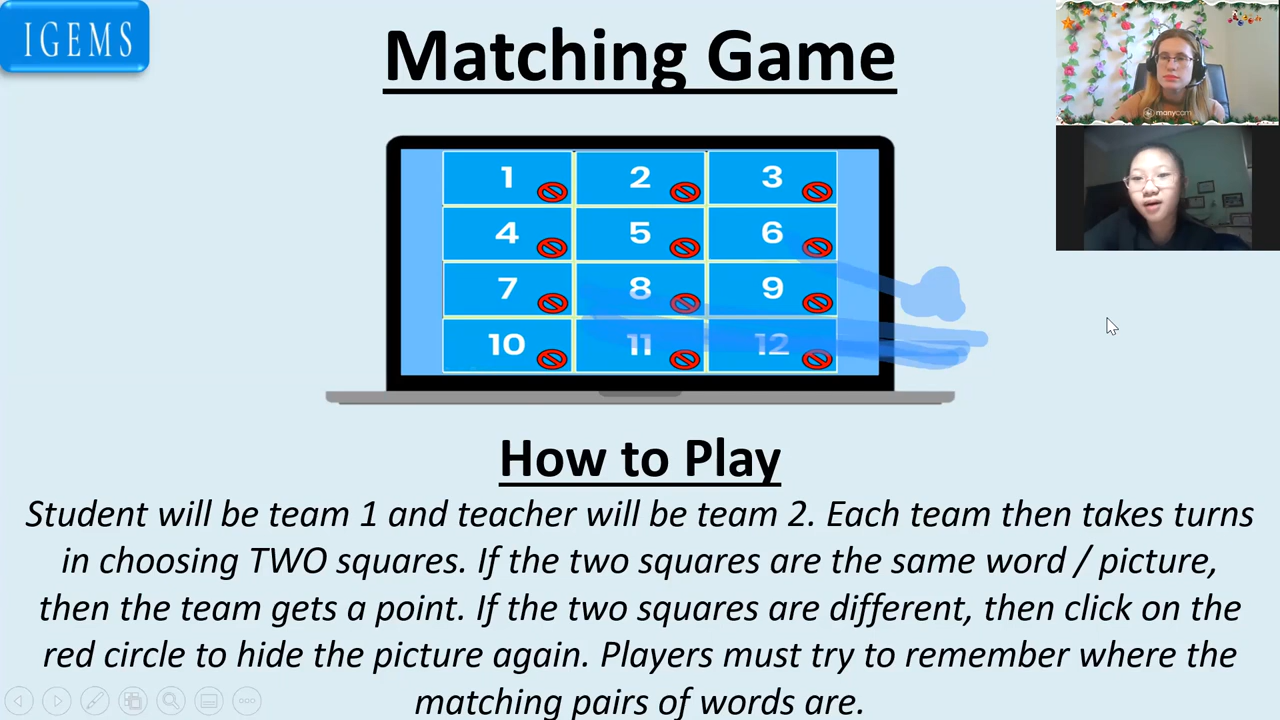 IGEMS
Matching Game
1 2 3
4 5 6
7 8 9
10 11 12
manycam
How to Play
Student will be team 1 and teacher will be team 2. Each team then takes turns
in choosing TWO squares. If the two squares are the same word / picture,
then the team gets a point. If the two squares are different, then click on the
red circle to hide the picture again. Players must try to remember where the
matching pairs of words are.